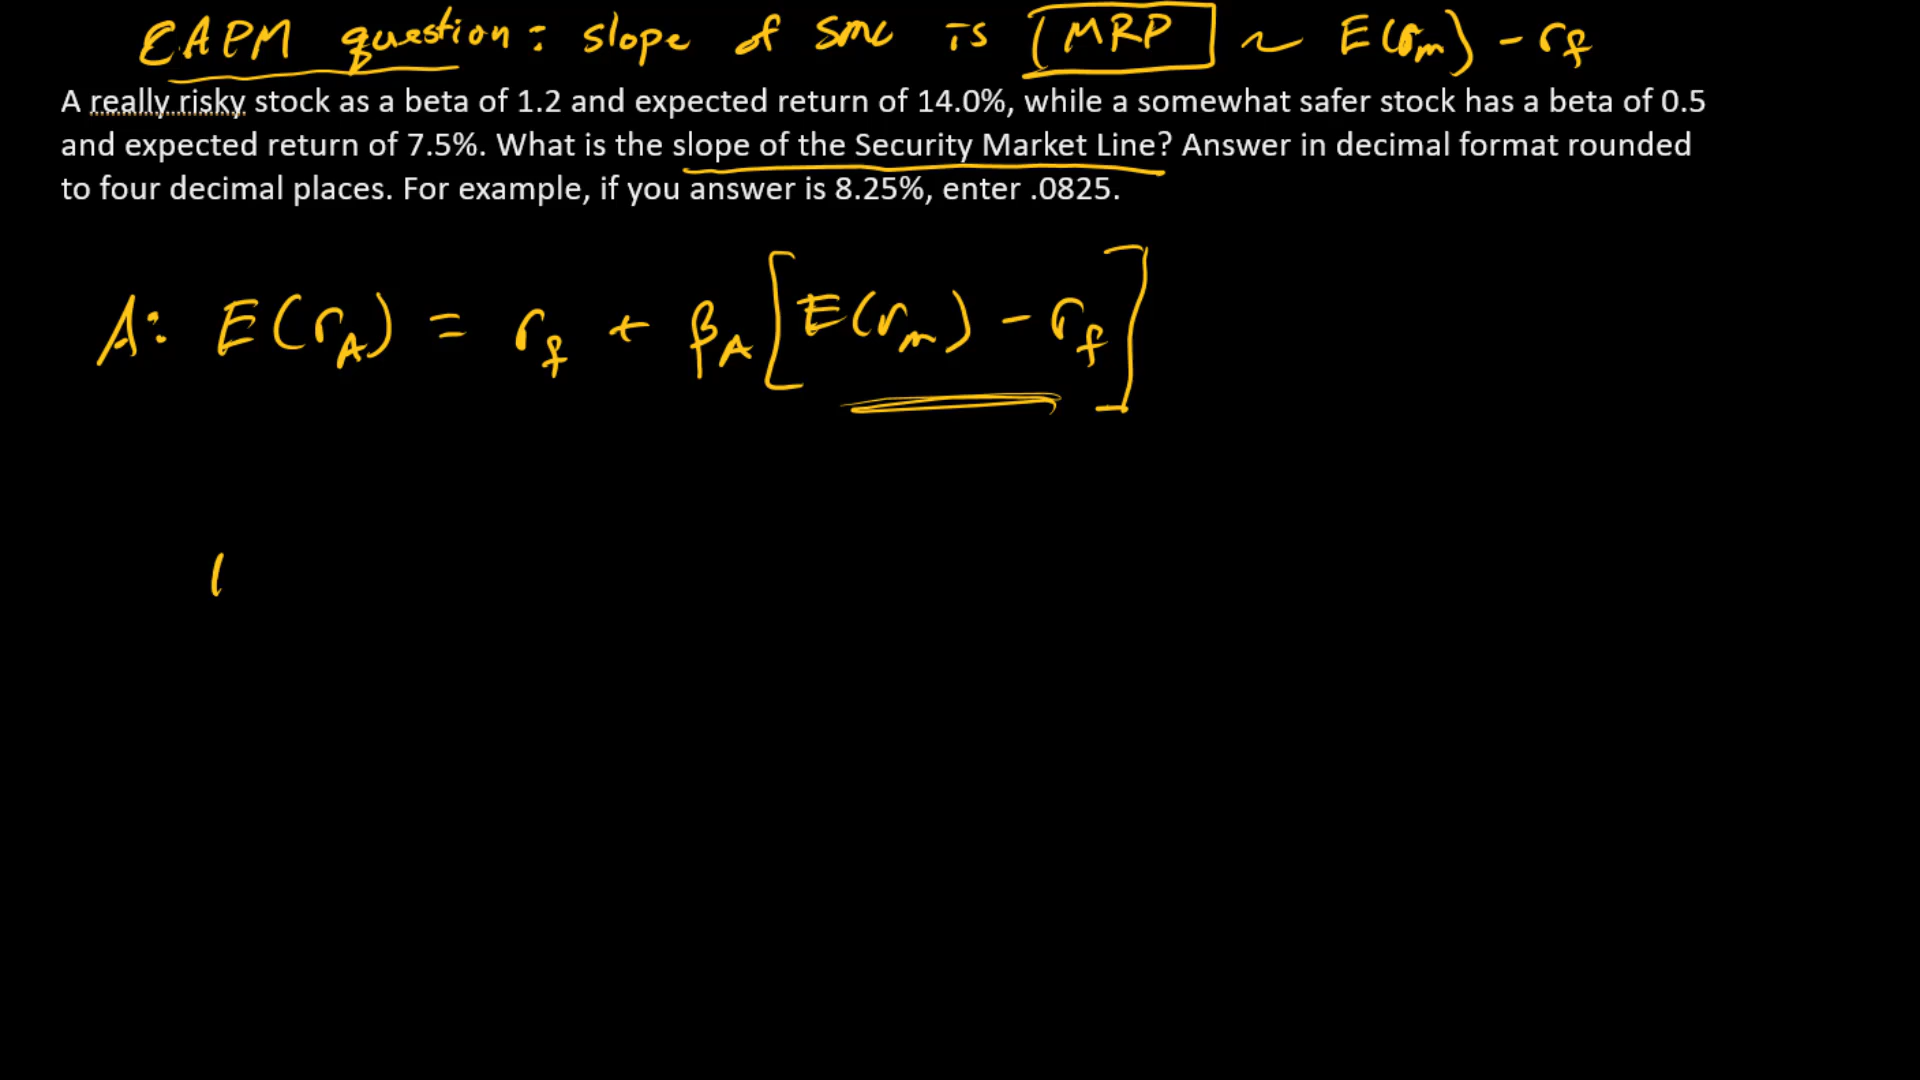 CAPM question: slope of SML is MRP ~ E(rm) - rf
A really risky stock as a beta of 1.2 and expected return of 14.0%, while a somewhat safer stock has a beta of 0.5
and expected return of 7.5%. What is the slope of the Security Market Line? Answer in decimal format rounded
to four decimal places. For example, if you answer is 8.25%, enter .0825.
A: E(rA) = rf + βA[E(rm) - rf]